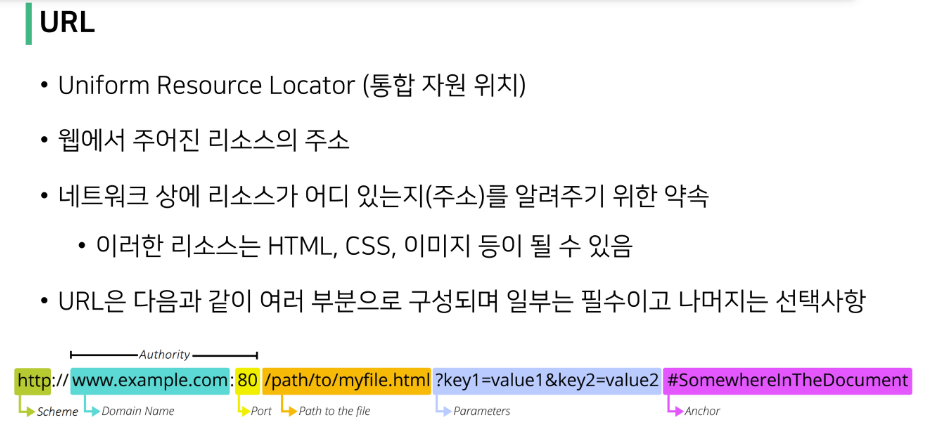 URL
• Uniform Resource Locator (통합 자원 위치)
• 웹에서 주어진 리소스의 주소
• 네트워크 상에 리소스가 어디 있는지(주소)를 알려주기 위한 약속
• 이러한 리소스는 HTML, CSS, 이미지 등이 될 수 있음
• URL은 다음과 같이 여러 부분으로 구성되며 일부는 필수이고 나머지는 선택사항
Authority
http://www.example.com:80/path/to/myfile.html?key1=value1&key2=value2#SomewhereInTheDocument
Scheme Domain Name Port Path to the file Parameters Anchor